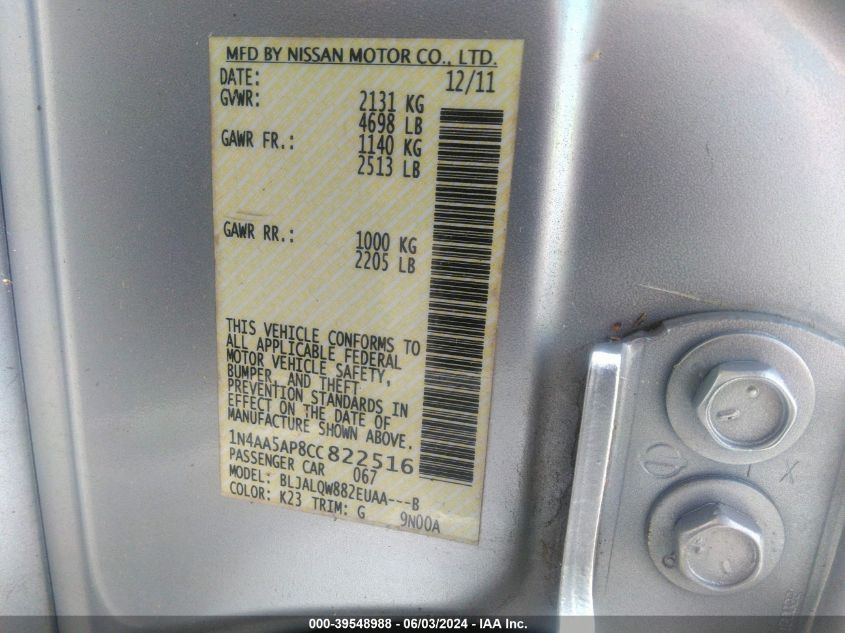 MFD BY NISSAN MOTOR CO., LTD.
DATE: 12/11
GVWR: 2131 KG
4698 LB
GAWR FR.: 1140 KG
2513 LB
GAWR RR.: 1000 KG
2205 LB
THIS VEHICLE CONFORMS TO
ALL APPLICABLE FEDERAL
MOTOR VEHICLE SAFETY,
BUMPER, AND THEFT
PREVENTION STANDARDS IN
EFFECT ON THE DATE OF
MANUFACTURE SHOWN ABOVE.
1N4AA5AP8CC822516
PASSENGER CAR 067
MODEL: BLJALQW882EUAA---B
COLOR: K23 TRIM: G 9N00A
000-39548988 - 06/03/2024 - IAA Inc.